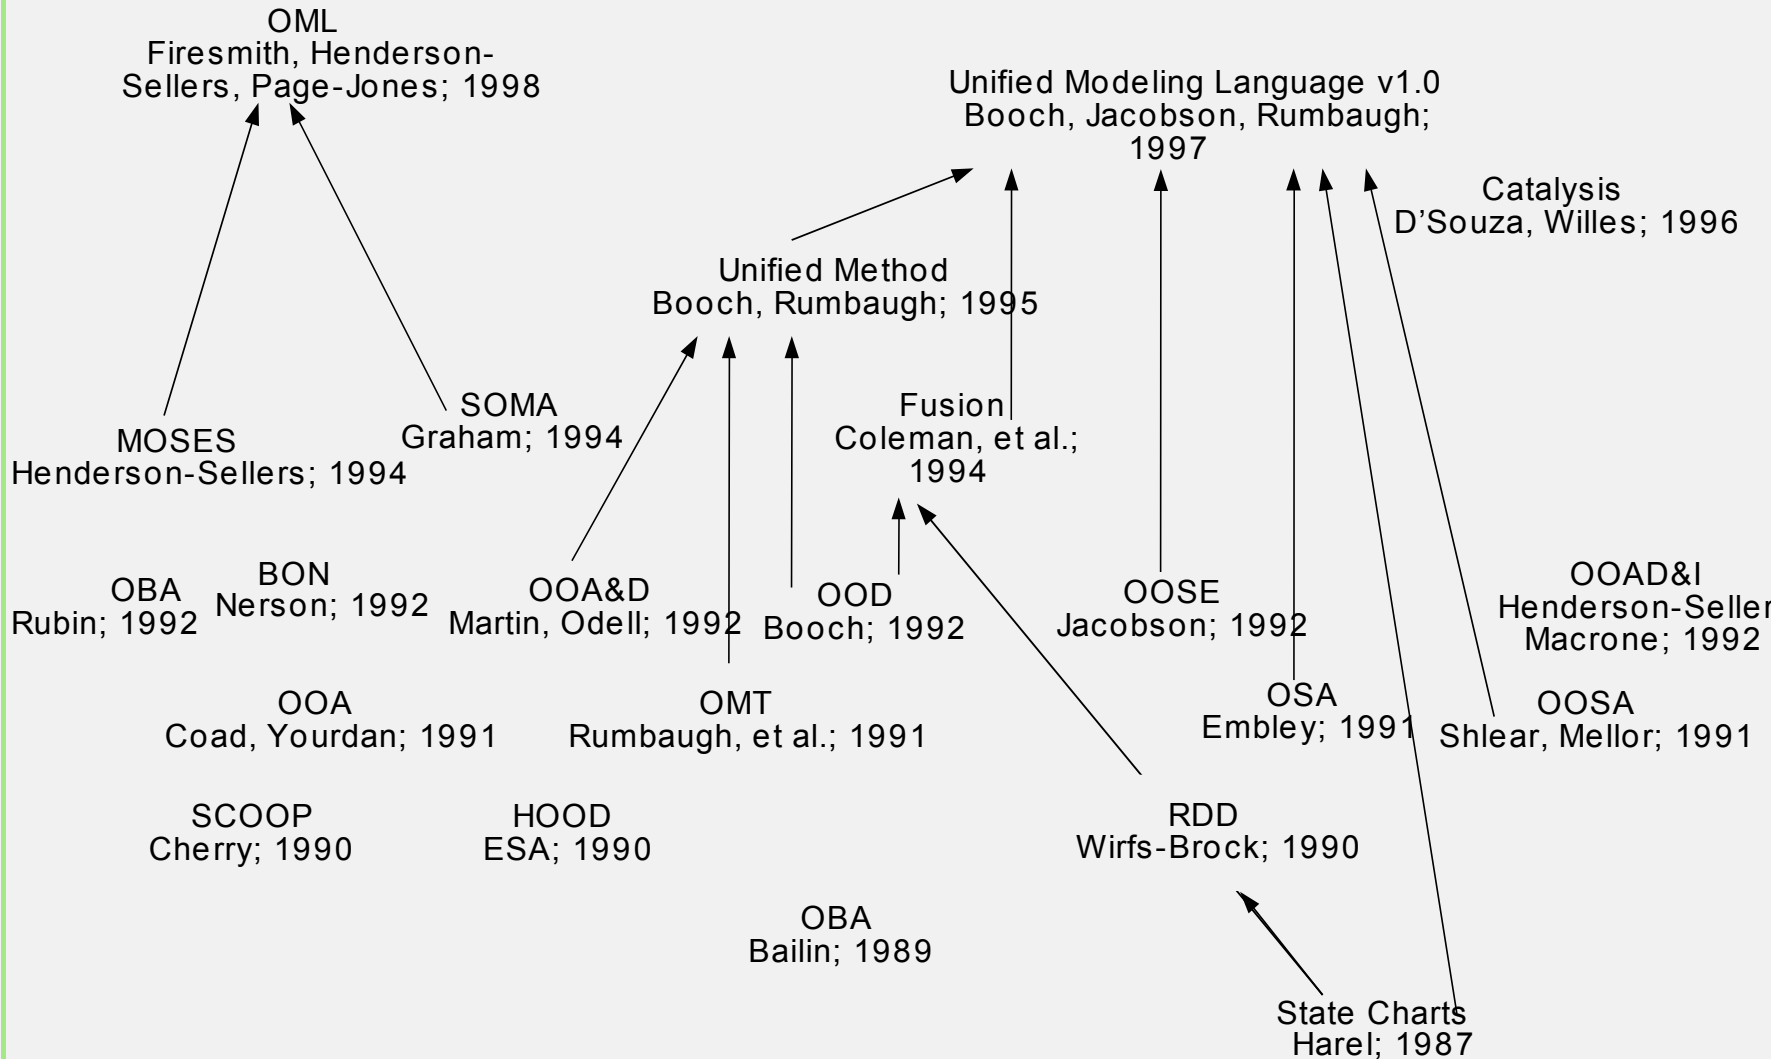 OML
Firesmith, Henderson-
Sellers, Page-Jones; 1998
Unified Modeling Language v1.0
Booch, Jacobson, Rumbaugh;
1997
Catalysis
D’Souza, Willes; 1996
Unified Method
Booch, Rumbaugh; 1995
SOMA
Graham; 1994
Fusion
Coleman, et al.;
1994
MOSES
Henderson-Sellers; 1994
OBA
Rubin; 1992
BON
Nerson; 1992
OOA&D
Martin, Odell; 1992
OOD
Booch; 1992
OOSE
Jacobson; 1992
OOAD&I
Henderson-Seller
Macrone; 1992
OOA
Coad, Yourdan; 1991
OMT
Rumbaugh, et al.; 1991
OSA
Embley; 1991
OOSA
Shlear, Mellor; 1991
SCOOP
Cherry; 1990
HOOD
ESA; 1990
RDD
Wirfs-Brock; 1990
OBA
Bailin; 1989
State Charts
Harel; 1987